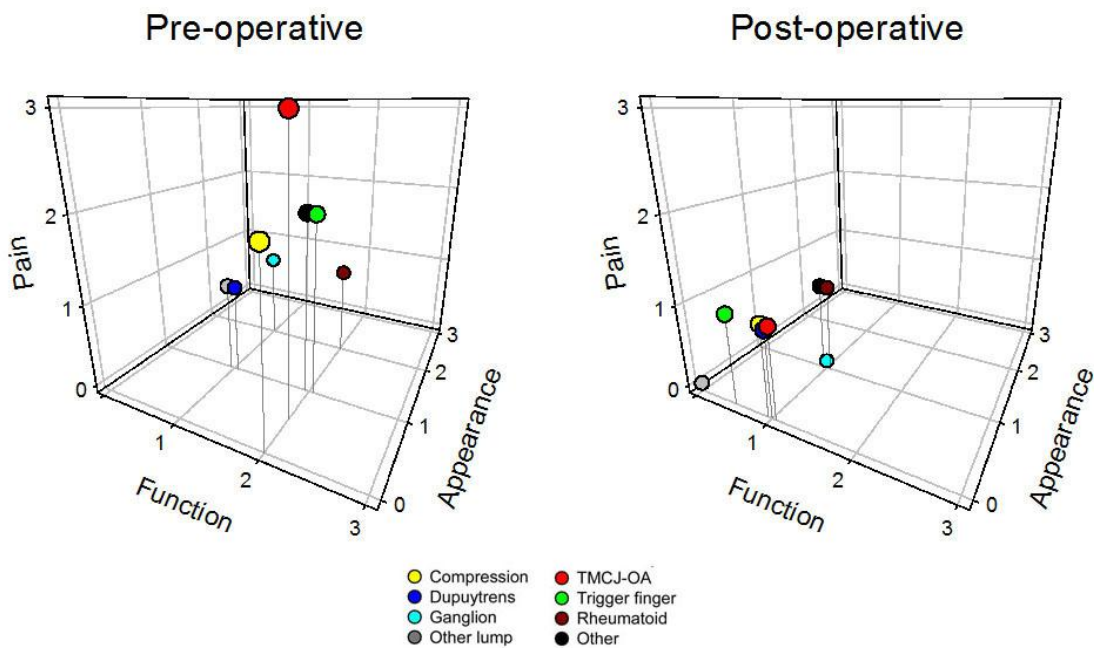 Pre-operative
Post-operative
3
2
1
0
Pain
1
2
3
Function
0
1
2
3
Appearance
3
2
1
0
Pain
1
2
3
Function
0
1
2
3
Appearance
Compression
Dupuytrens
Ganglion
Other lump
TMCJ-OA
Trigger finger
Rheumatoid
Other